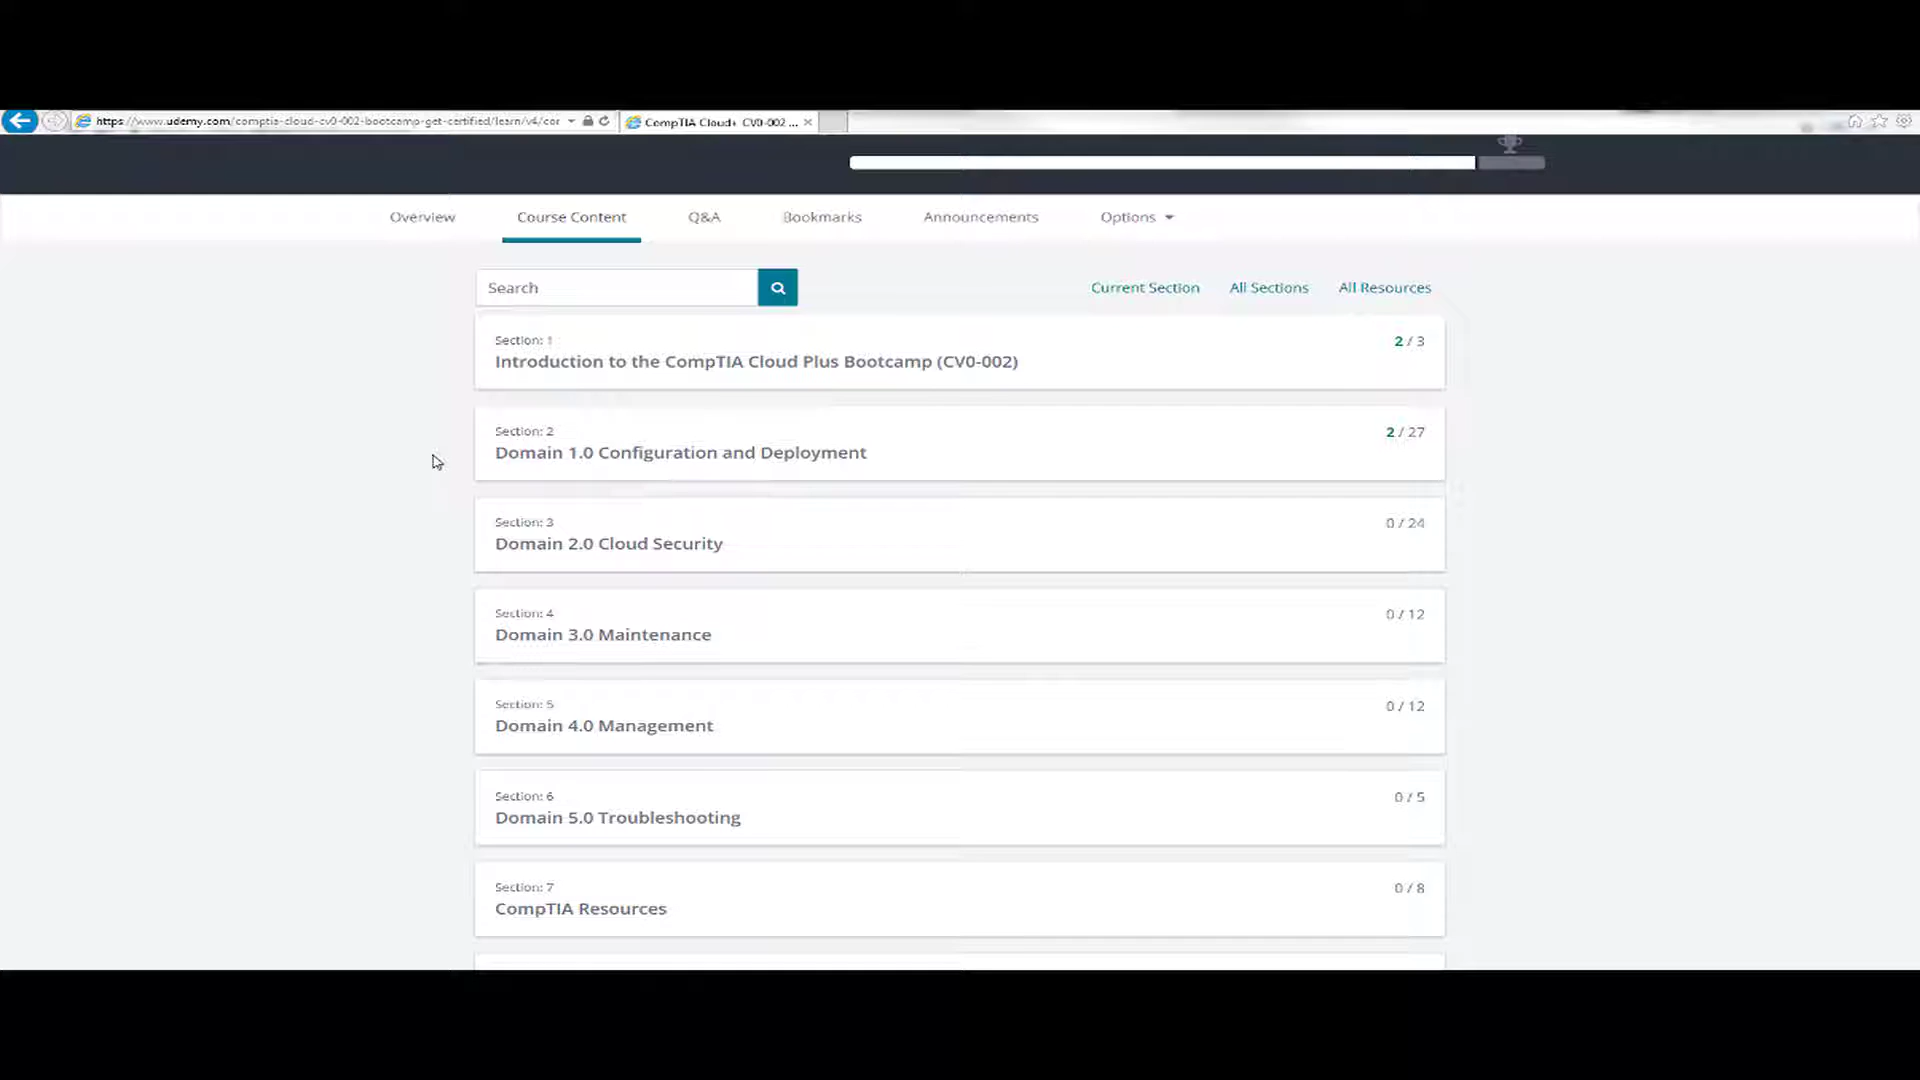 https://www.udemy.com/comptia-cloud-cv0-002-bootcamp-get-certified/learn/v4/cor
CompTIA Cloud+ CV0-002 ...
Overview
Course Content
Q&A
Bookmarks
Announcements
Options
Search
Current Section
All Sections
All Resources
Section: 1
2 / 3
Introduction to the CompTIA Cloud Plus Bootcamp (CV0-002)
Section: 2
2 / 27
Domain 1.0 Configuration and Deployment
Section: 3
0 / 24
Domain 2.0 Cloud Security
Section: 4
0 / 12
Domain 3.0 Maintenance
Section: 5
0 / 12
Domain 4.0 Management
Section: 6
0 / 5
Domain 5.0 Troubleshooting
Section: 7
0 / 8
CompTIA Resources